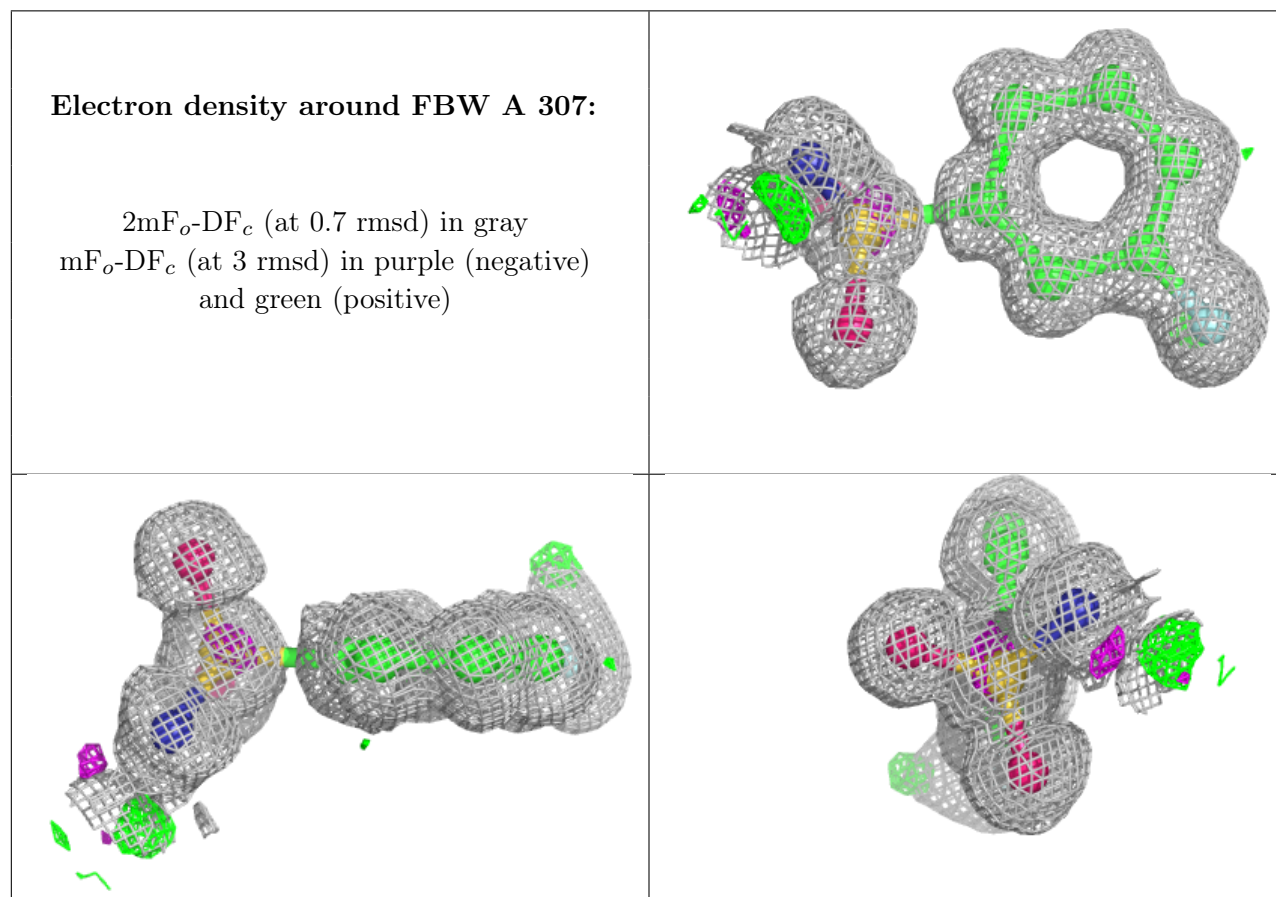 Electron density around FBW A 307:
2mFo-DFc (at 0.7 rmsd) in gray
mFo-DFc (at 3 rmsd) in purple (negative)
and green (positive)